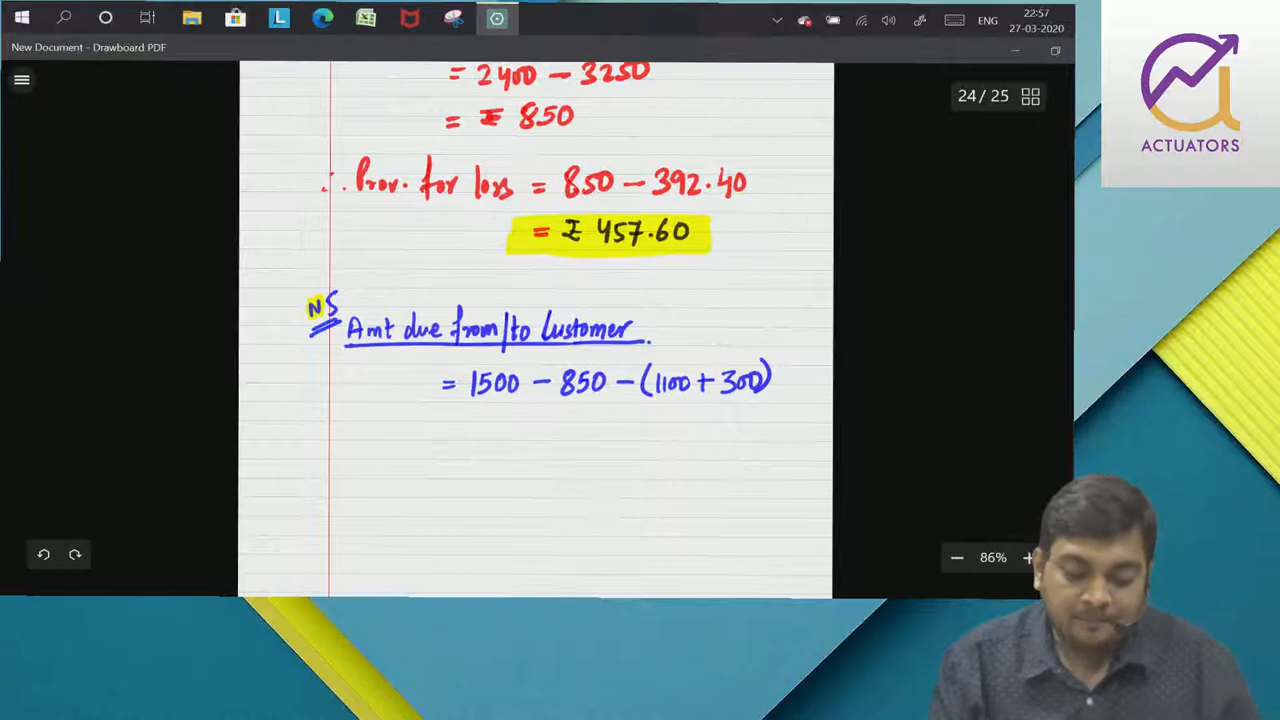 22:57
ENG
27-03-2020
New Document - Drawboard PDF
24 / 25
= 2400 - 3250
= ₹ 850
∴ Prov. for loss = 850 - 392.40
= ₹ 457.60
N5
Amt due from/to Customer.
= 1500 - 850 - (1100 + 300)
86%
ACTUATORS